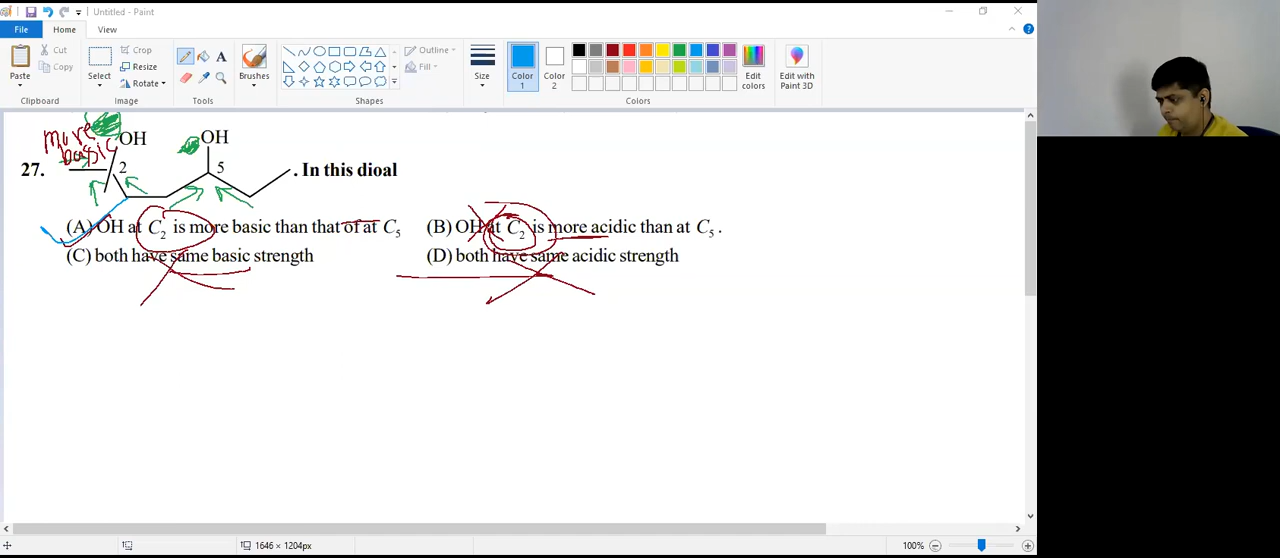 Untitled - Paint
File Home View
Paste
Cut
Copy
Clipboard
Select
Crop
Resize
Rotate
Image
A
Tools
Brushes
Outline
Fill
Shapes
Size
Color 1
Color 2
Edit colors
Colors
Edit with Paint 3D
more basic
OH
OH
2
5
27.
. In this dioal
(A) OH at C2 is more basic than that of at C5
(B) OH at C2 is more acidic than at C5 .
(C) both have same basic strength
(D) both have same acidic strength
1646 × 1204px
100%